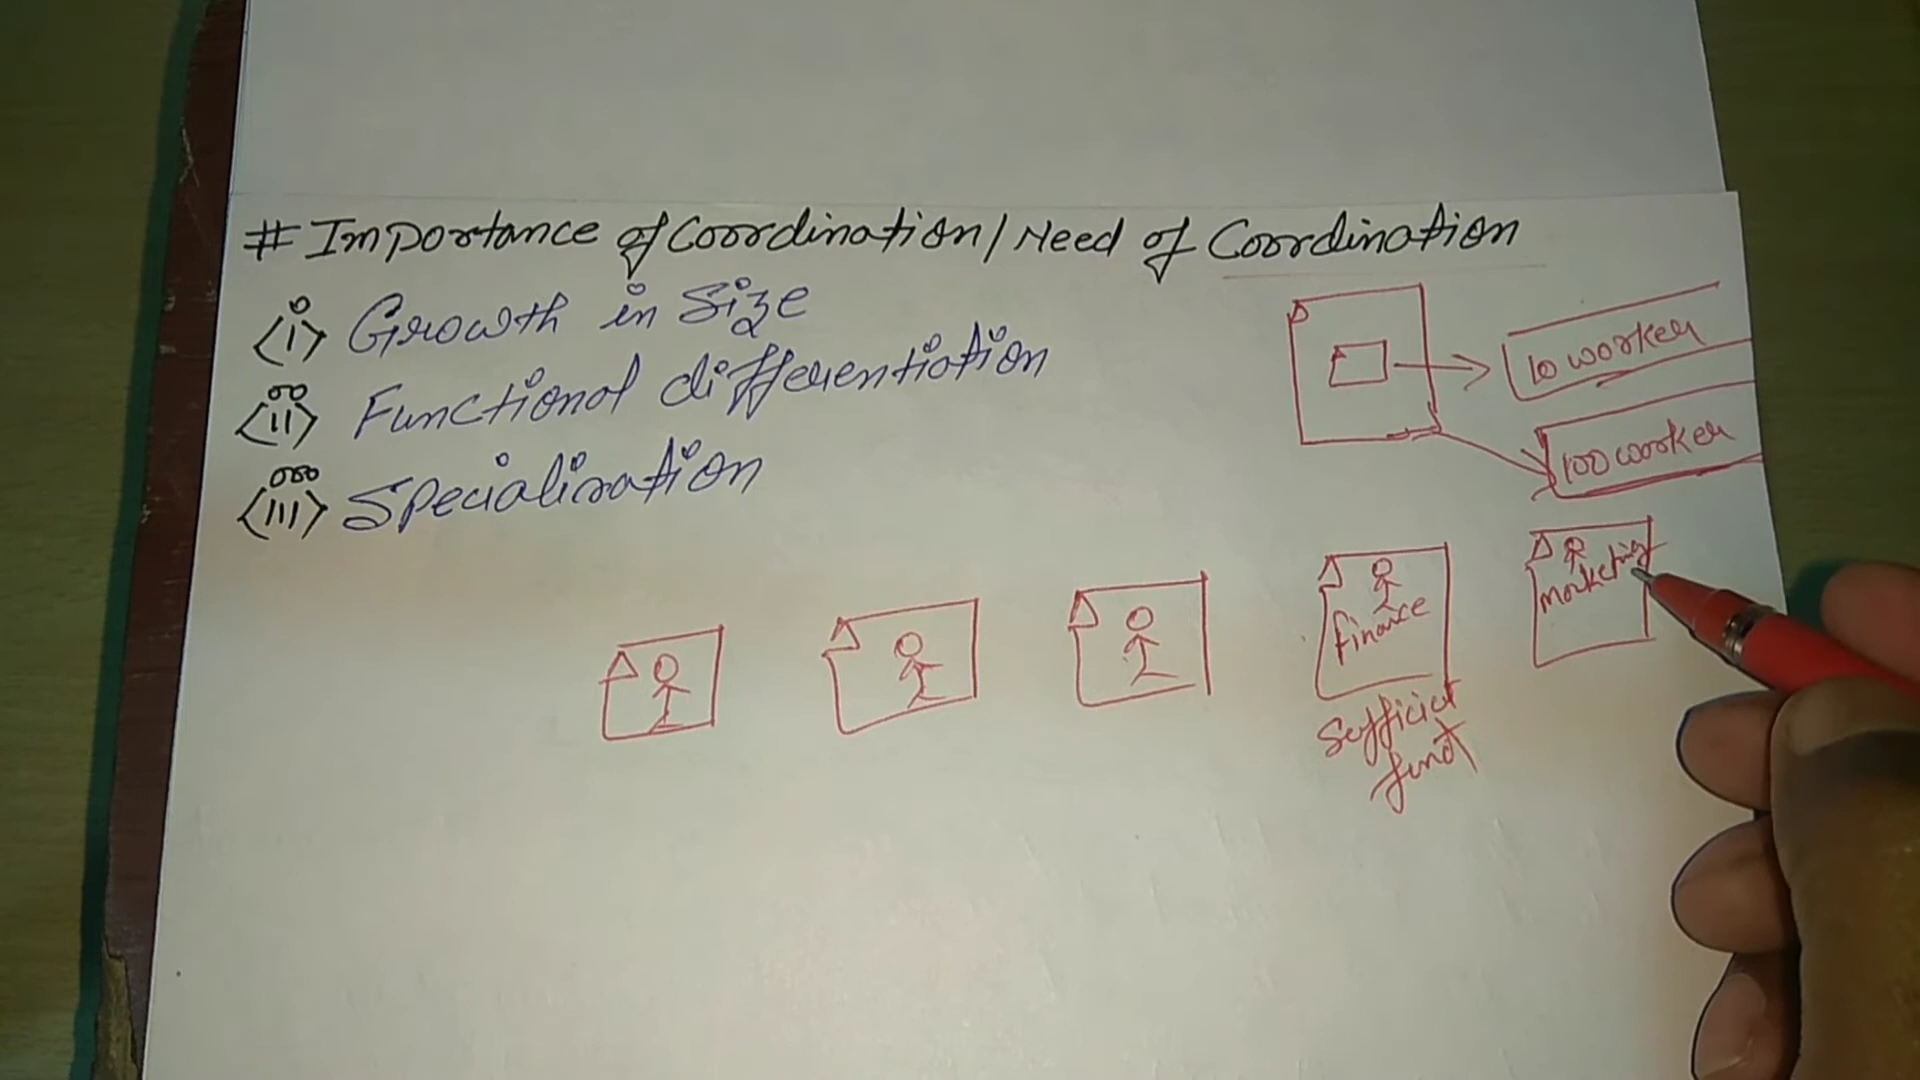 # Importance of Coordination / Need of Coordination
<i> Growth in Size
<ii> Functional differentiation
<iii> Specialisation
10 worker
100 worker
finance
marketing
Sufficict
fund